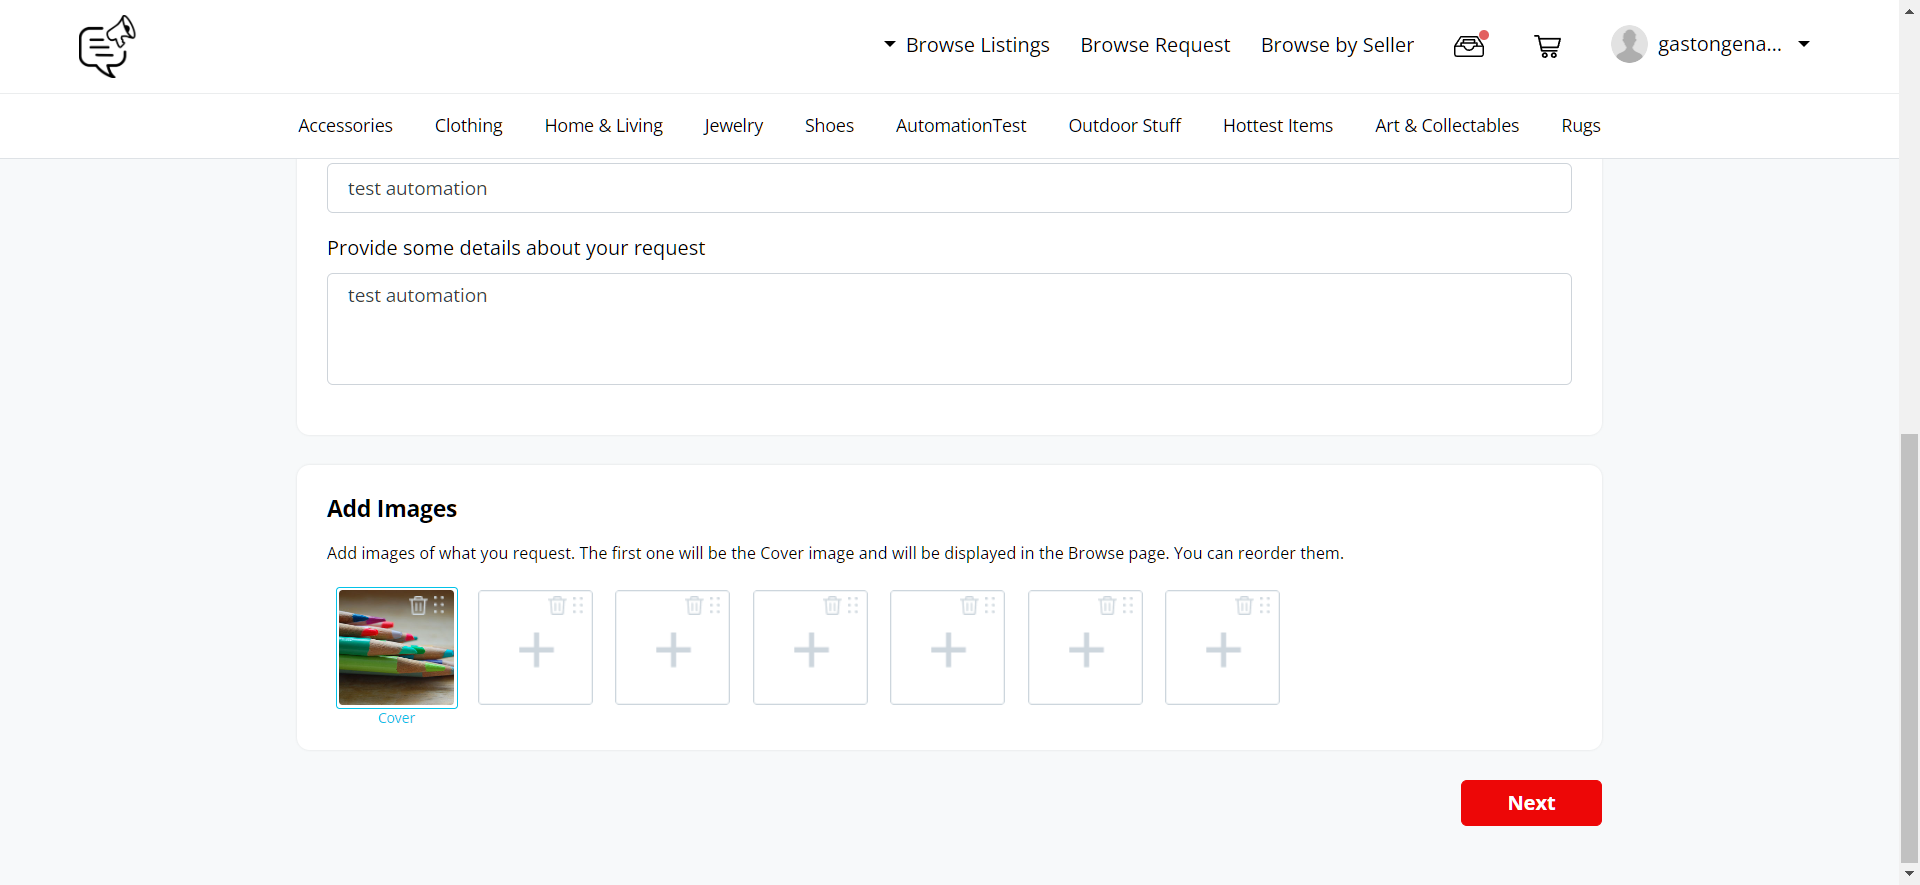 Browse Listings Browse Request Browse by Seller gastongena...
Accessories Clothing Home & Living Jewelry Shoes AutomationTest Outdoor Stuff Hottest Items Art & Collectables Rugs
test automation
Provide some details about your request
test automation
Add Images
Add images of what you request. The first one will be the Cover image and will be displayed in the Browse page. You can reorder them.
Cover
Next